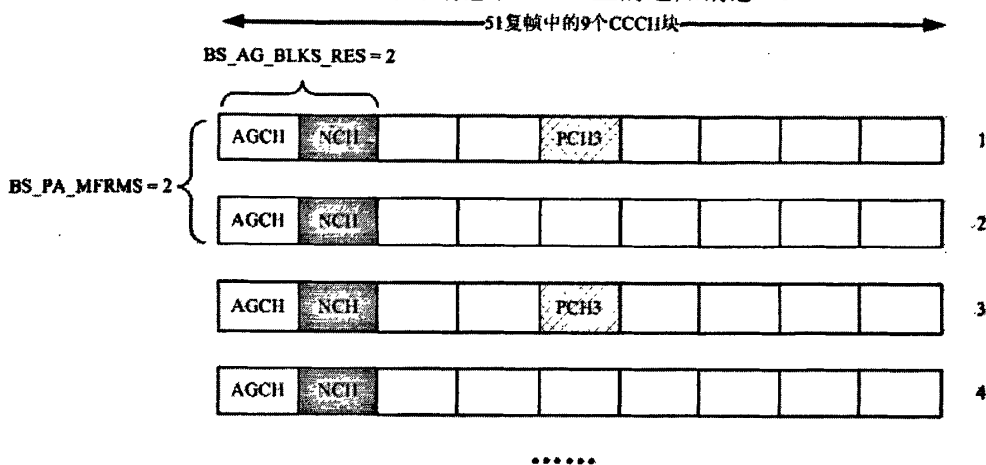 51复帧中的9个CCCH块
BS_AG_BLKS_RES = 2
AGCH NCH PCH3 1
BS_PA_MFRMS = 2
AGCH NCH 2
AGCH NCH PCH3 3
AGCH NCH 4
……